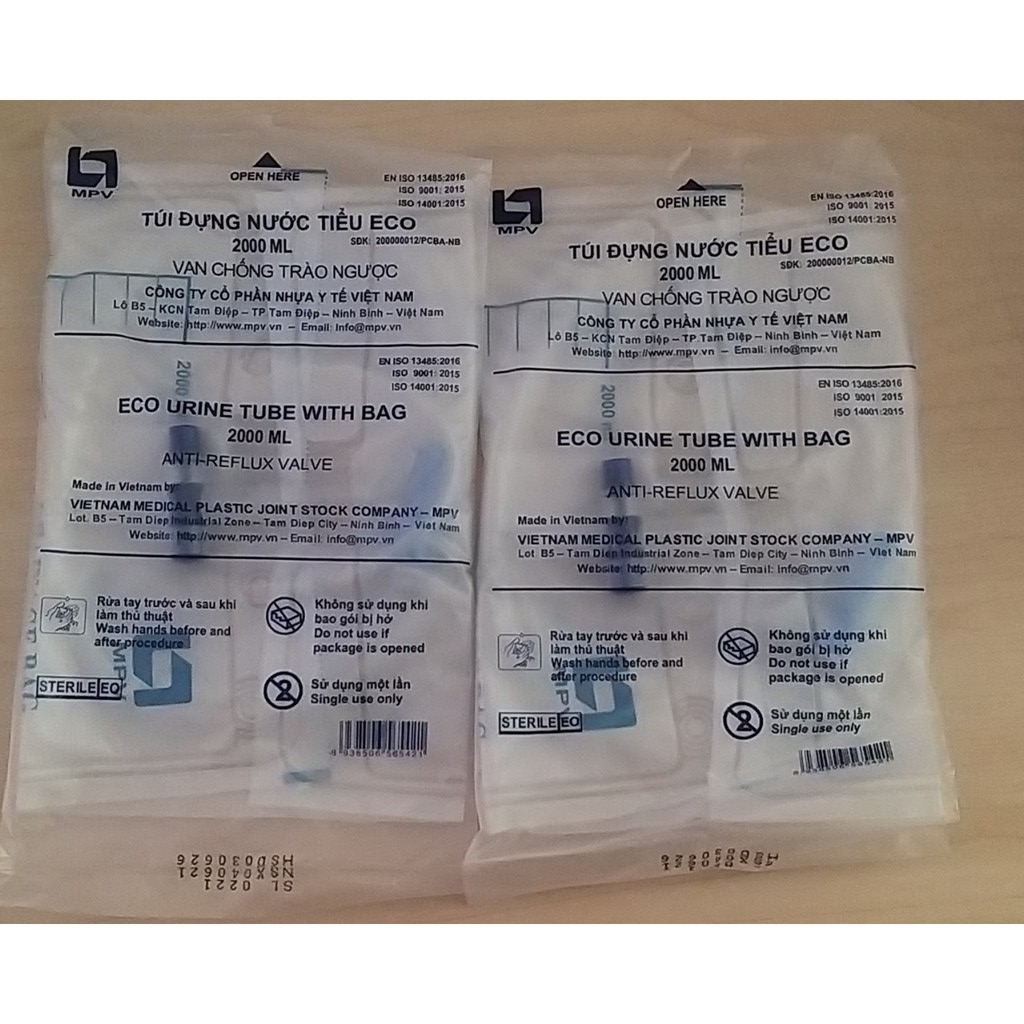 MPV
OPEN HERE
EN ISO 13485:2016
ISO 9001: 2015
ISO 14001:2015
TÚI ĐỰNG NƯỚC TIỂU ECO
2000 ML
SĐK: 200000012/PCBA-NB
VAN CHỐNG TRÀO NGƯỢC
CÔNG TY CỔ PHẦN NHỰA Y TẾ VIỆT NAM
Lô B5 – KCN Tam Điệp – TP.Tam Điệp – Ninh Bình – Việt Nam
Website: http://www.mpv.vn – Email: Info@mpv.vn
EN ISO 13485:2016
ISO 9001: 2015
ISO 14001:2015
2000
ECO URINE TUBE WITH BAG
2000 ML
ANTI-REFLUX VALVE
Made in Vietnam by:
VIETNAM MEDICAL PLASTIC JOINT STOCK COMPANY – MPV
Lot. B5 – Tam Diep Industrial Zone – Tam Diep City – Ninh Binh – Viet Nam
Website: http://www.mpv.vn – Email: info@mpv.vn
Rửa tay trước và sau khi
làm thủ thuật
Wash hands before and
after procedure
Không sử dụng khi
bao gói bị hở
Do not use if
package is opened
MPV
STERILE EO
2
Sử dụng một lần
Single use only
8 936506 565421
SL 0221
NSX040621
HSD030626
MPV
OPEN HERE
EN ISO 13485:2016
ISO 9001: 2015
ISO 14001:2015
TÚI ĐỰNG NƯỚC TIỂU ECO
2000 ML
SĐK: 200000012/PCBA-NB
VAN CHỐNG TRÀO NGƯỢC
CÔNG TY CỔ PHẦN NHỰA Y TẾ VIỆT NAM
Lô B5 – KCN Tam Điệp – TP.Tam Điệp – Ninh Bình – Việt Nam
Website: http://www.mpv.vn – Email: info@mpv.vn
EN ISO 13485:2016
ISO 9001: 2015
ISO 14001:2015
2000
ECO URINE TUBE WITH BAG
2000 ML
ANTI-REFLUX VALVE
Made in Vietnam by:
VIETNAM MEDICAL PLASTIC JOINT STOCK COMPANY – MPV
Lot. B5 – Tam Diep Industrial Zone – Tam Diep City – Ninh Binh – Viet Nam
Website: http://www.mpv.vn – Email: info@mpv.vn
Rửa tay trước và sau khi
làm thủ thuật
Wash hands before and
after procedure
Không sử dụng khi
bao gói bị hở
Do not use if
package is opened
MPV
STERILE EO
2
Sử dụng một lần
Single use only